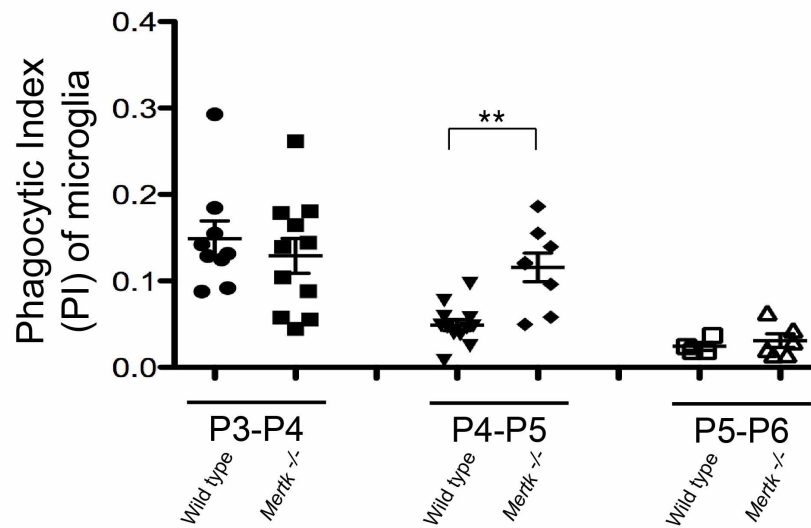 Phagocytic Index
(PI) of microglia
0.4
0.3
0.2
0.1
0.0
**
P3-P4
P4-P5
P5-P6
Wild type
Mertk -/-
Wild type
Mertk -/-
Wild type
Mertk -/-